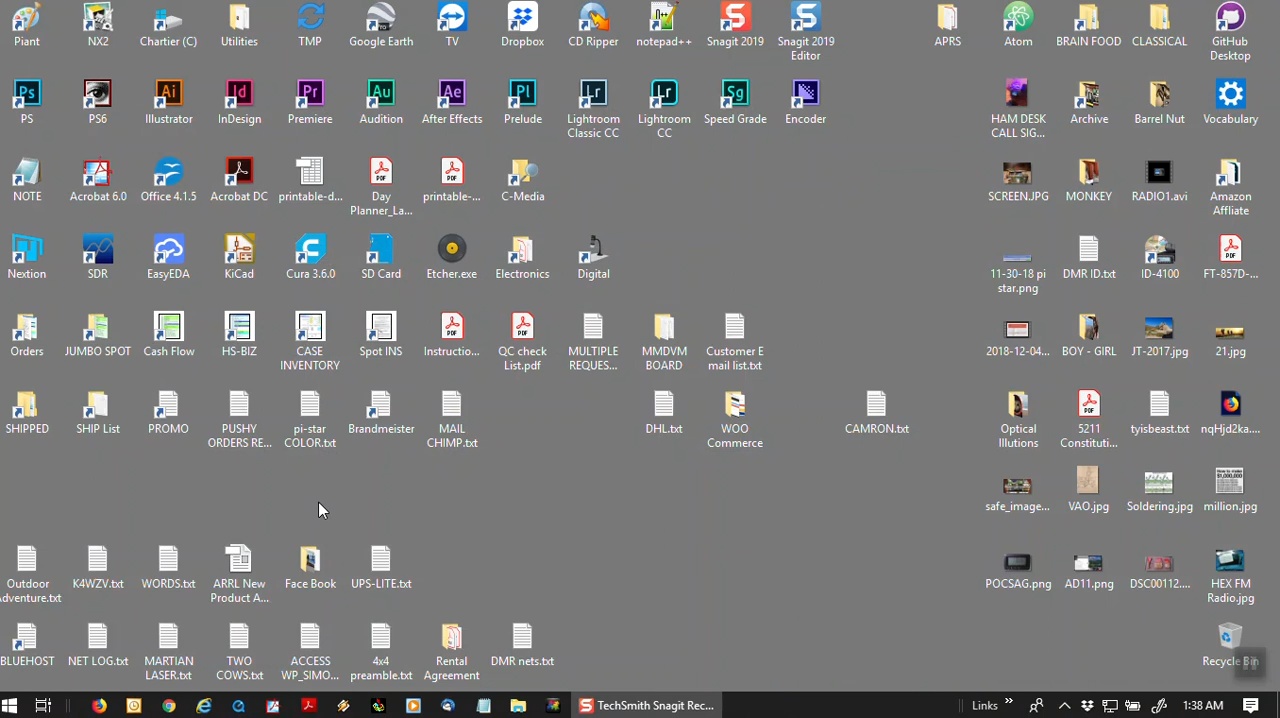 Piant
NX2
Chartier (C)
Utilities
TMP
Google Earth
TV
Dropbox
CD Ripper
notepad++
Snagit 2019
Snagit 2019
Editor
APRS
Atom
BRAIN FOOD
CLASSICAL
GitHub
Desktop
PS
PS6
Illustrator
InDesign
Premiere
Audition
After Effects
Prelude
Lightroom
Classic CC
Lightroom
CC
Speed Grade
Encoder
HAM DESK
CALL SIG...
Archive
Barrel Nut
Vocabulary
NOTE
Acrobat 6.0
Office 4.1.5
Acrobat DC
printable-d...
Day
Planner_La...
printable-...
C-Media
SCREEN.JPG
MONKEY
RADIO1.avi
Amazon
Affliate
Nextion
SDR
EasyEDA
KiCad
Cura 3.6.0
SD Card
Etcher.exe
Electronics
Digital
11-30-18 pi
star.png
DMR ID.txt
ID-4100
FT-857D-...
Orders
JUMBO SPOT
Cash Flow
HS-BIZ
CASE
INVENTORY
Spot INS
Instructio...
QC check
List.pdf
MULTIPLE
REQUES...
MMDVM
BOARD
Customer E
mail list.txt
2018-12-04...
BOY - GIRL
JT-2017.jpg
21.jpg
SHIPPED
SHIP List
PROMO
PUSHY
ORDERS RE...
pi-star
COLOR.txt
Brandmeister
MAIL
CHIMP.txt
DHL.txt
WOO
Commerce
CAMRON.txt
Optical
Illutions
5211
Constituti...
tyisbeast.txt
nqHjd2ka....
safe_image...
VAO.jpg
Soldering.jpg
million.jpg
Outdoor
Adventure.txt
K4WZV.txt
WORDS.txt
ARRL New
Product A...
Face Book
UPS-LITE.txt
POCSAG.png
AD11.png
DSC00112....
HEX FM
Radio.jpg
BLUEHOST
NET LOG.txt
MARTIAN
LASER.txt
TWO
COWS.txt
ACCESS
WP_SIMO...
4x4
preamble.txt
Rental
Agreement
DMR nets.txt
Recycle Bin
TechSmith Snagit Rec...
Links
1:38 AM